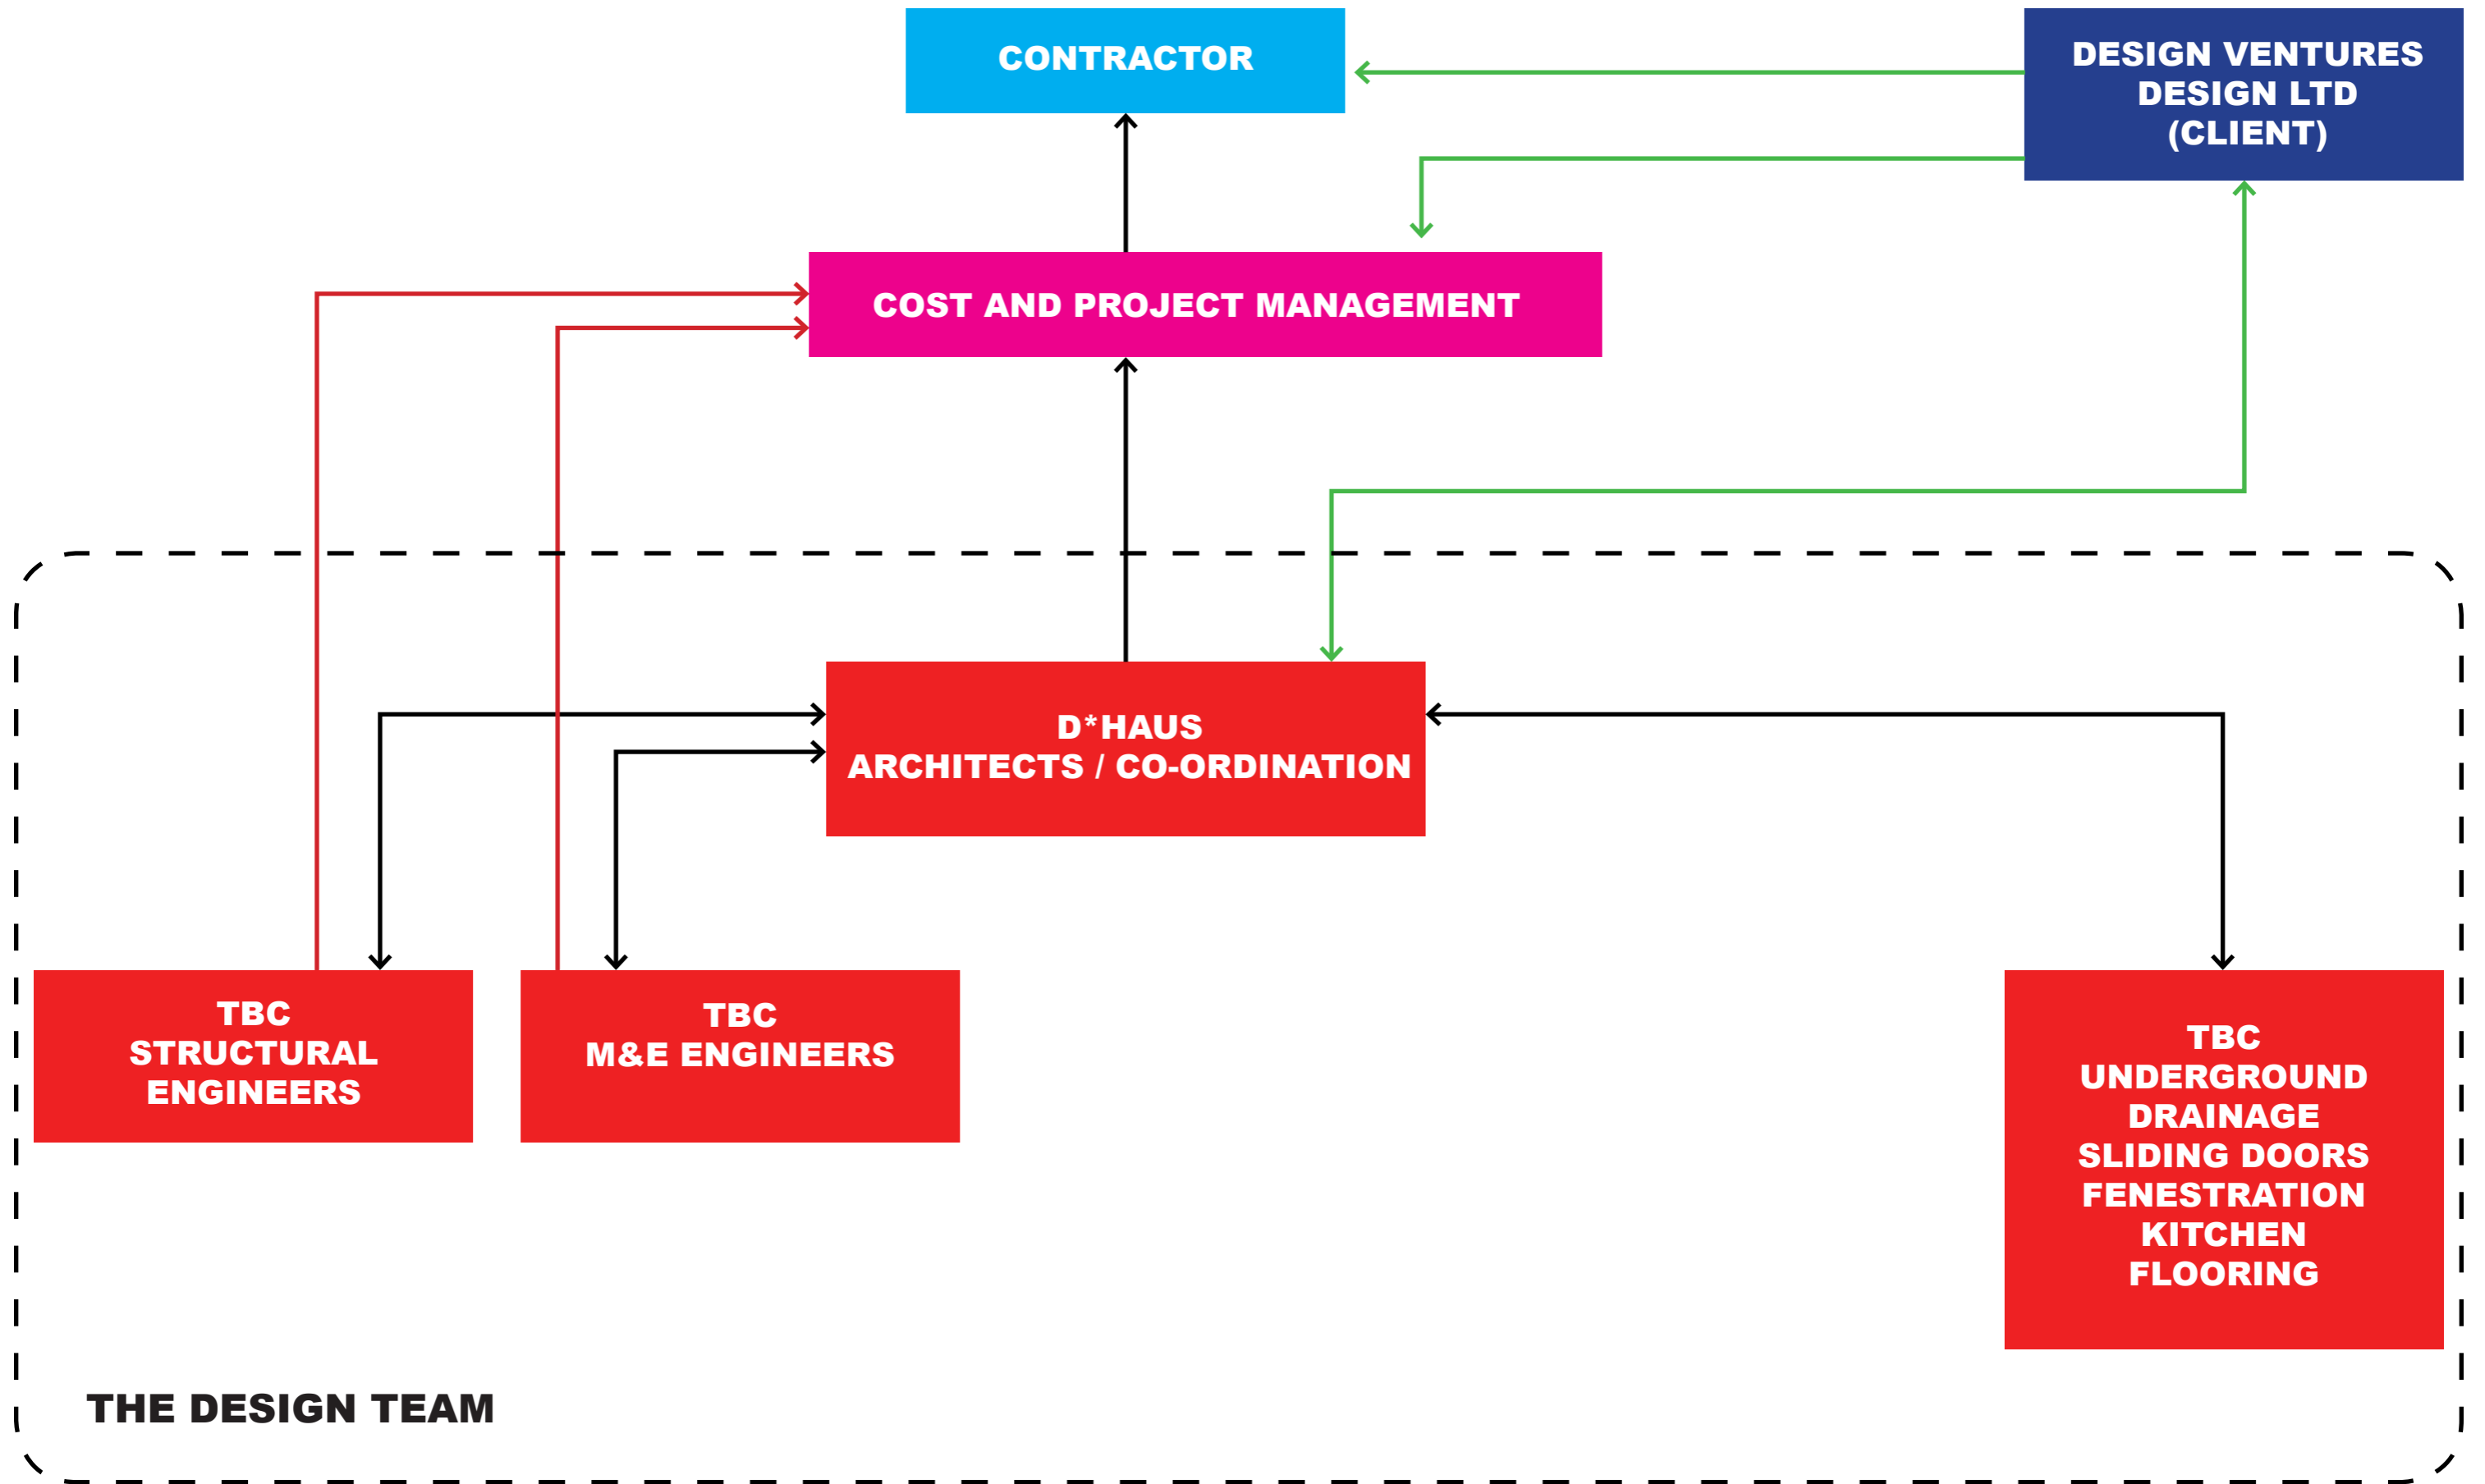 CONTRACTOR
DESIGN VENTURES
DESIGN LTD
(CLIENT)
COST AND PROJECT MANAGEMENT
D*HAUS
ARCHITECTS / CO-ORDINATION
TBC
STRUCTURAL
ENGINEERS
TBC
M&E ENGINEERS
TBC
UNDERGROUND
DRAINAGE
SLIDING DOORS
FENESTRATION
KITCHEN
FLOORING
THE DESIGN TEAM